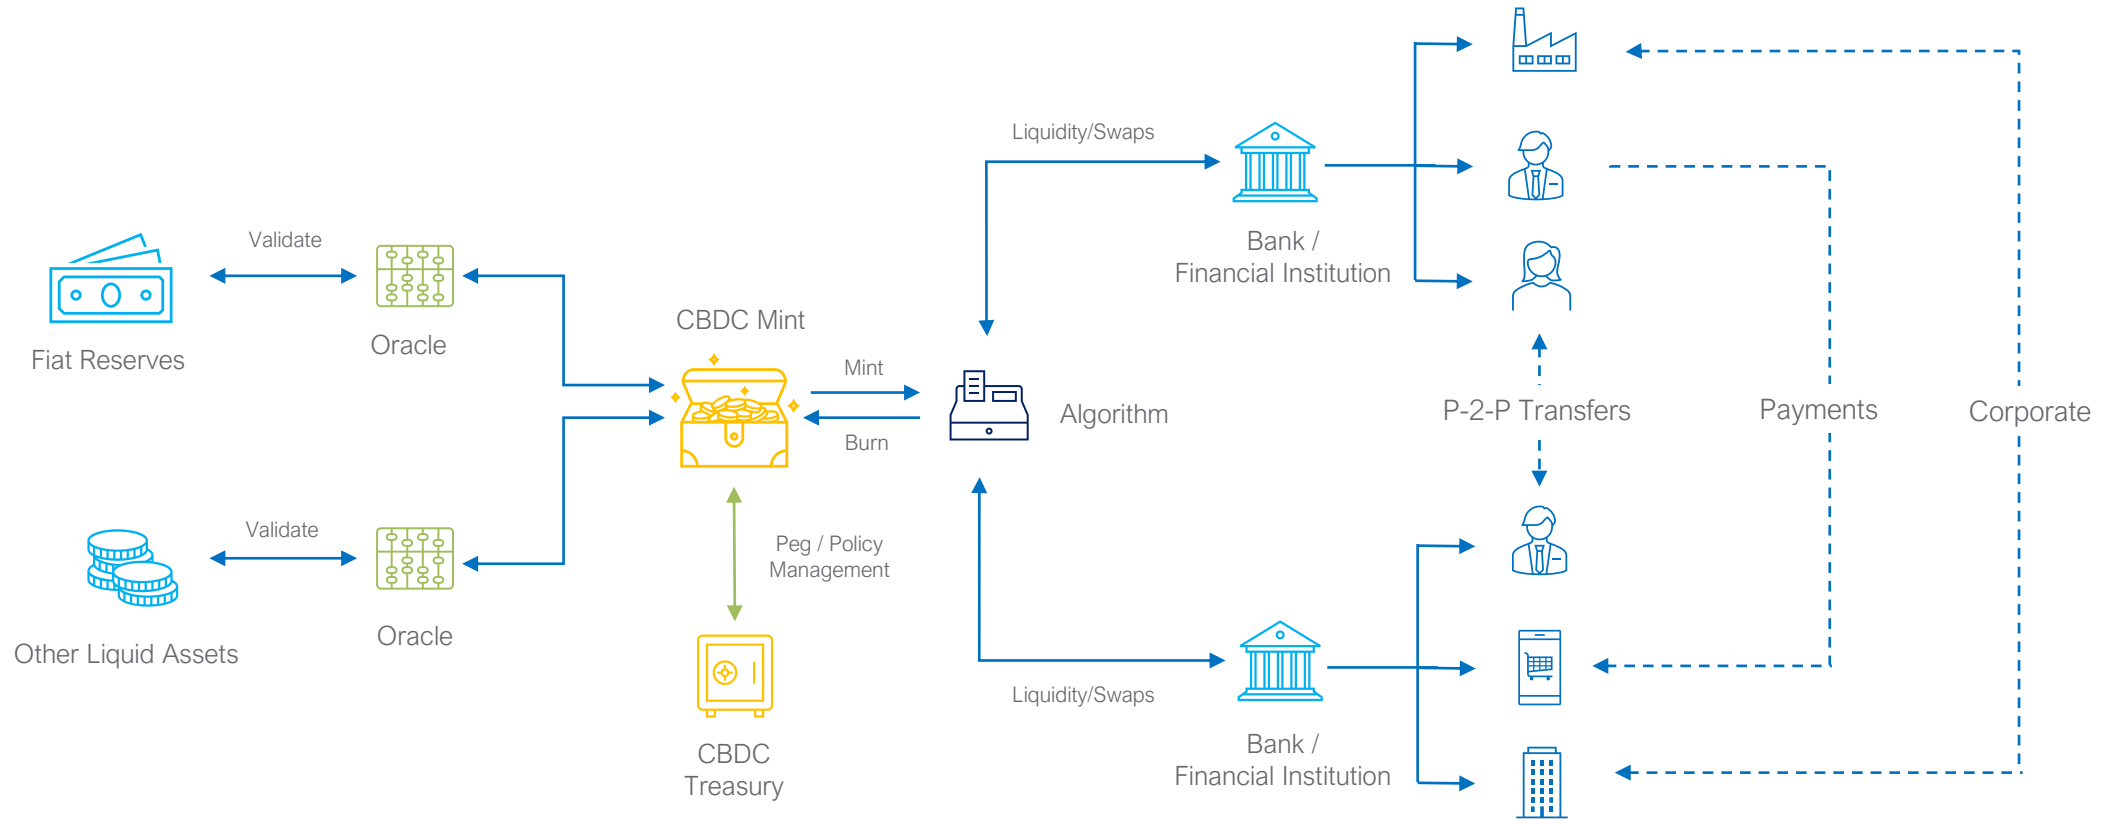 Liquidity/Swaps
Bank /
Financial Institution
Validate
Fiat Reserves
Oracle
CBDC Mint
Mint
Burn
Algorithm
P-2-P Transfers
Payments
Corporate
Validate
Other Liquid Assets
Oracle
Peg / Policy
Management
CBDC
Treasury
Liquidity/Swaps
Bank /
Financial Institution